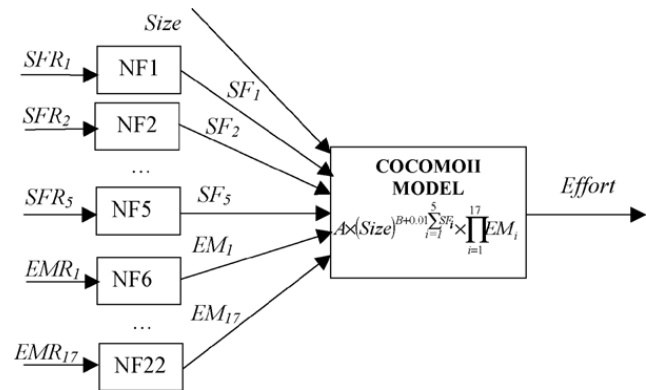 Size
SFR1 NF1 SF1
SFR2 NF2 SF2
...
SFR5 NF5 SF5
EMR1 NF6 EM1
...
EMR17 NF22 EM17
COCOMOII
MODEL
A×(Size)^{B+0.01∑_{i=1}^{5}SF_i}×∏_{i=1}^{17}EM_i
Effort